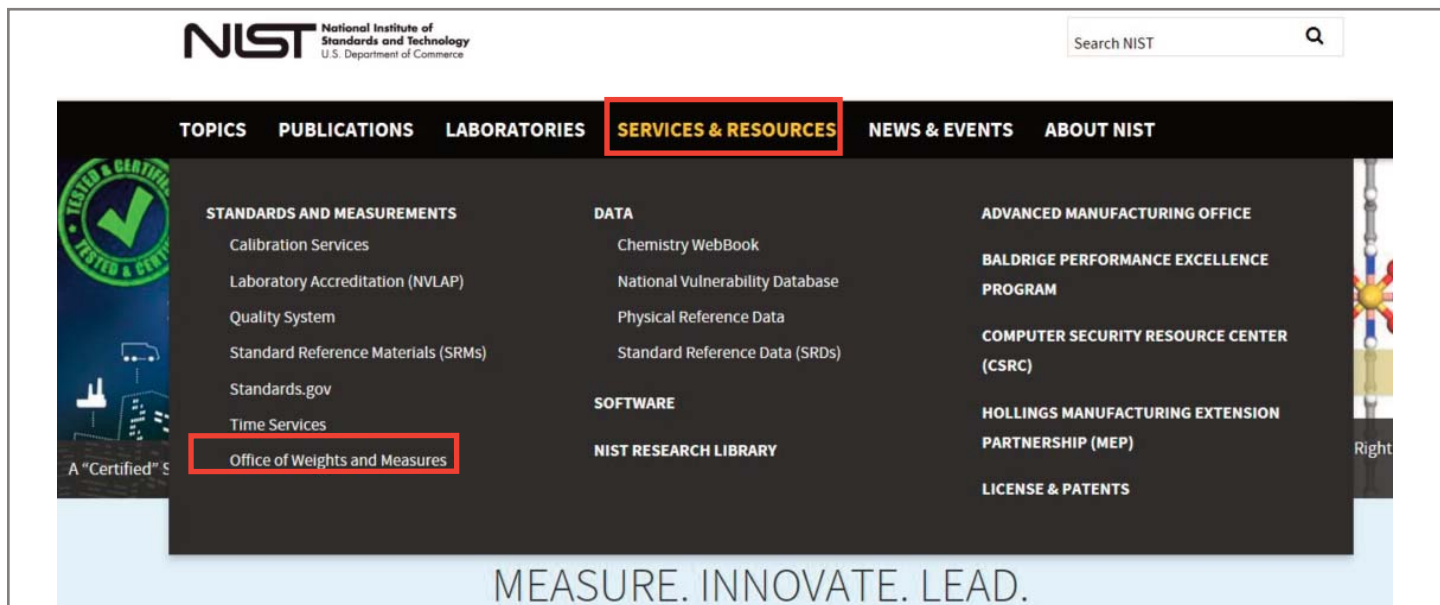 NIST
National Institute of
Standards and Technology
U.S. Department of Commerce
Search NIST
TOPICS PUBLICATIONS LABORATORIES SERVICES & RESOURCES NEWS & EVENTS ABOUT NIST
TESTED & CERTIFIED
TESTED & CERT
STANDARDS AND MEASUREMENTS
Calibration Services
Laboratory Accreditation (NVLAP)
Quality System
Standard Reference Materials (SRMs)
Standards.gov
Time Services
Office of Weights and Measures
DATA
Chemistry WebBook
National Vulnerability Database
Physical Reference Data
Standard Reference Data (SRDs)
SOFTWARE
NIST RESEARCH LIBRARY
ADVANCED MANUFACTURING OFFICE
BALDRIGE PERFORMANCE EXCELLENCE
PROGRAM
COMPUTER SECURITY RESOURCE CENTER
(CSRC)
HOLLINGS MANUFACTURING EXTENSION
PARTNERSHIP (MEP)
LICENSE & PATENTS
A "Certified" S
Right
MEASURE. INNOVATE. LEAD.